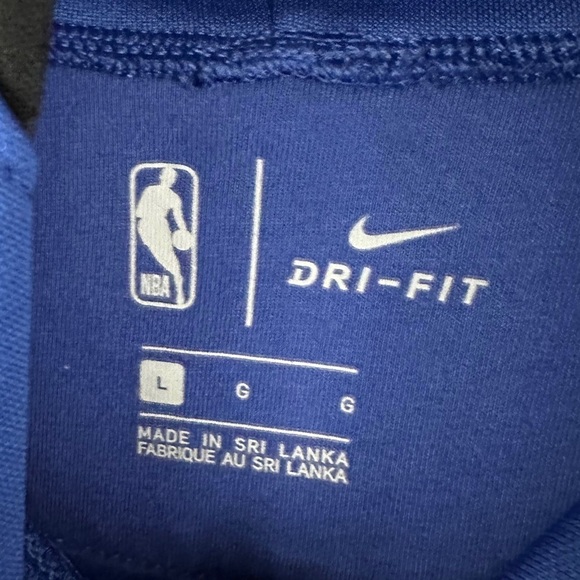 NBA
DRI-FIT
L G G
MADE IN SRI LANKA
FABRIQUE AU SRI LANKA